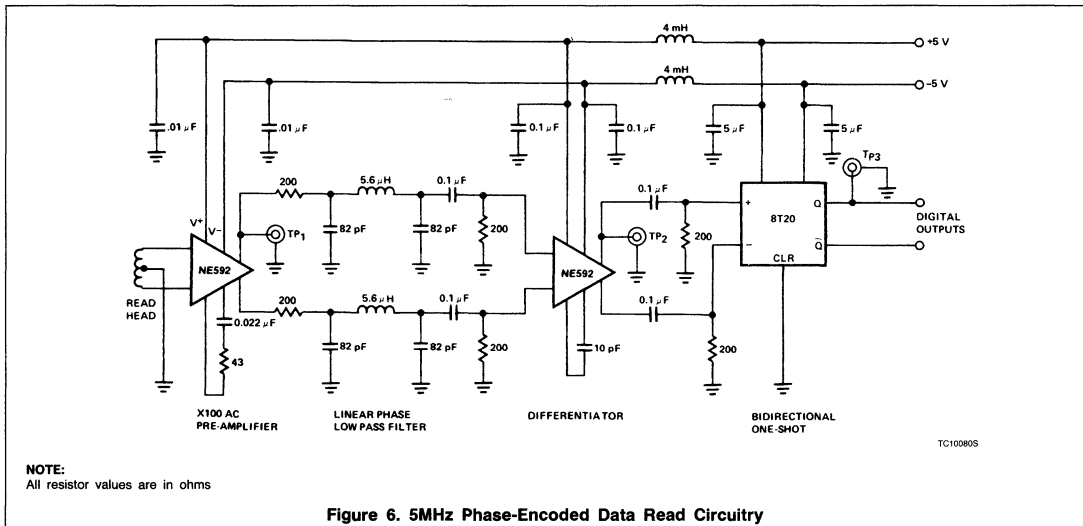 4 mH
+5 V
4mH
−5 V
.01 μF
.01 μF
0.1 μF
0.1 μF
5 μF
5 μF
TP3
200
5.6 μH
0.1 μF
0.1 μF
V+
V−
TP1
82 pF
82 pF
200
TP2
200
+
8T20
Q
DIGITAL
OUTPUTS
−
Q̅
CLR
NE592
NE592
READ
HEAD
200
5.6 μH
0.1 μF
0.1 μF
0.022 μF
82 pF
82 pF
200
10 pF
200
43
X100 AC
PRE-AMPLIFIER
LINEAR PHASE
LOW PASS FILTER
DIFFERENTIATOR
BIDIRECTIONAL
ONE-SHOT
TC10080S
NOTE:
All resistor values are in ohms
Figure 6. 5MHz Phase-Encoded Data Read Circuitry